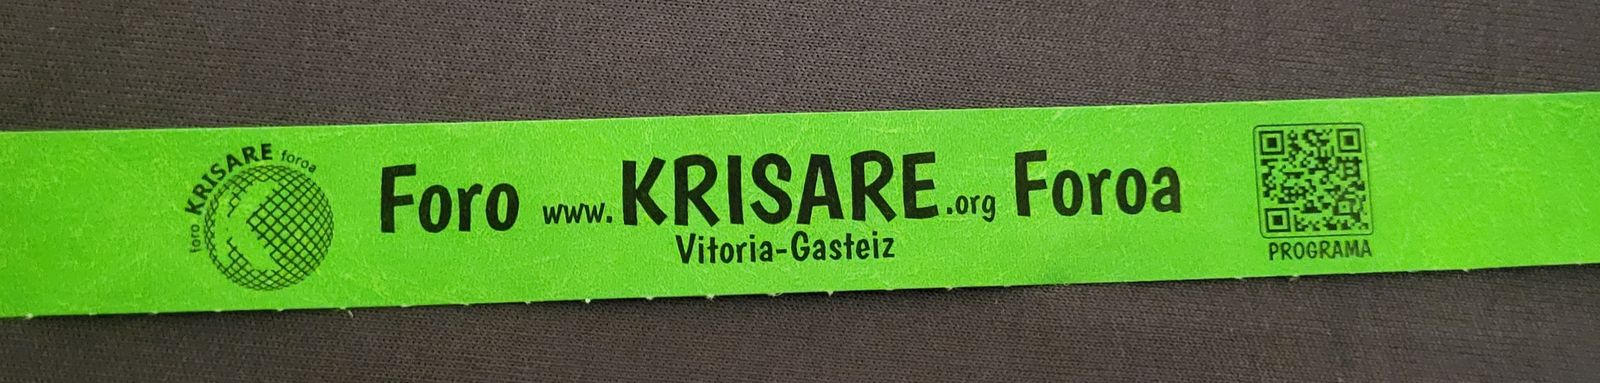 foro KRISARE foroa
Foro www.KRISARE.org Foroa
Vitoria-Gasteiz
PROGRAMA